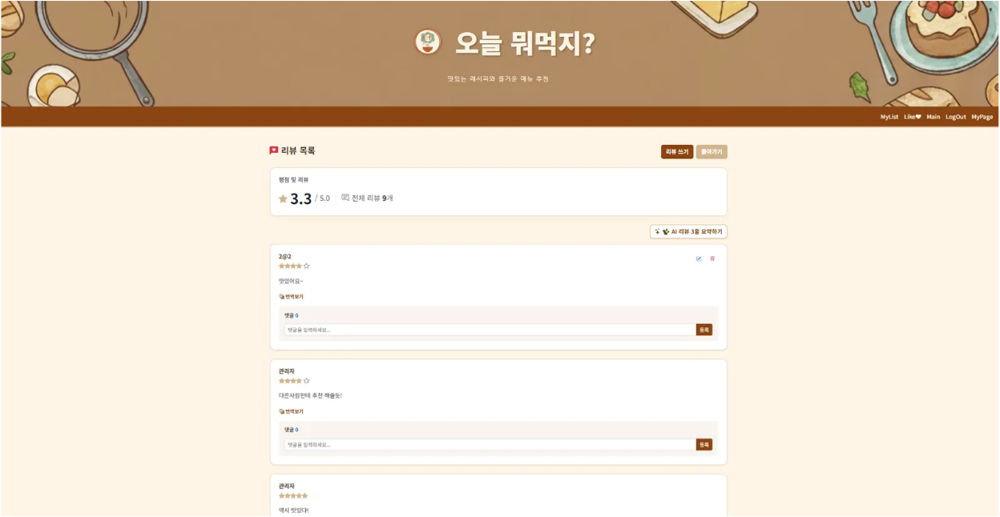 오늘 뭐먹지?
맛있는 레시피와 즐거운 메뉴 추천
MyList Like Main LogOut MyPage
리뷰 목록
리뷰 쓰기 돌아가기
평점 및 리뷰
3.3 / 5.0 전체 리뷰 9개
AI 리뷰 3줄 요약하기
2@2
맛있어요~
번역보기
댓글 0
댓글을 입력하세요... 등록
관리자
다른사람한테 추천 해줄듯!
번역보기
댓글 0
댓글을 입력하세요... 등록
관리자
역시 맛있다!